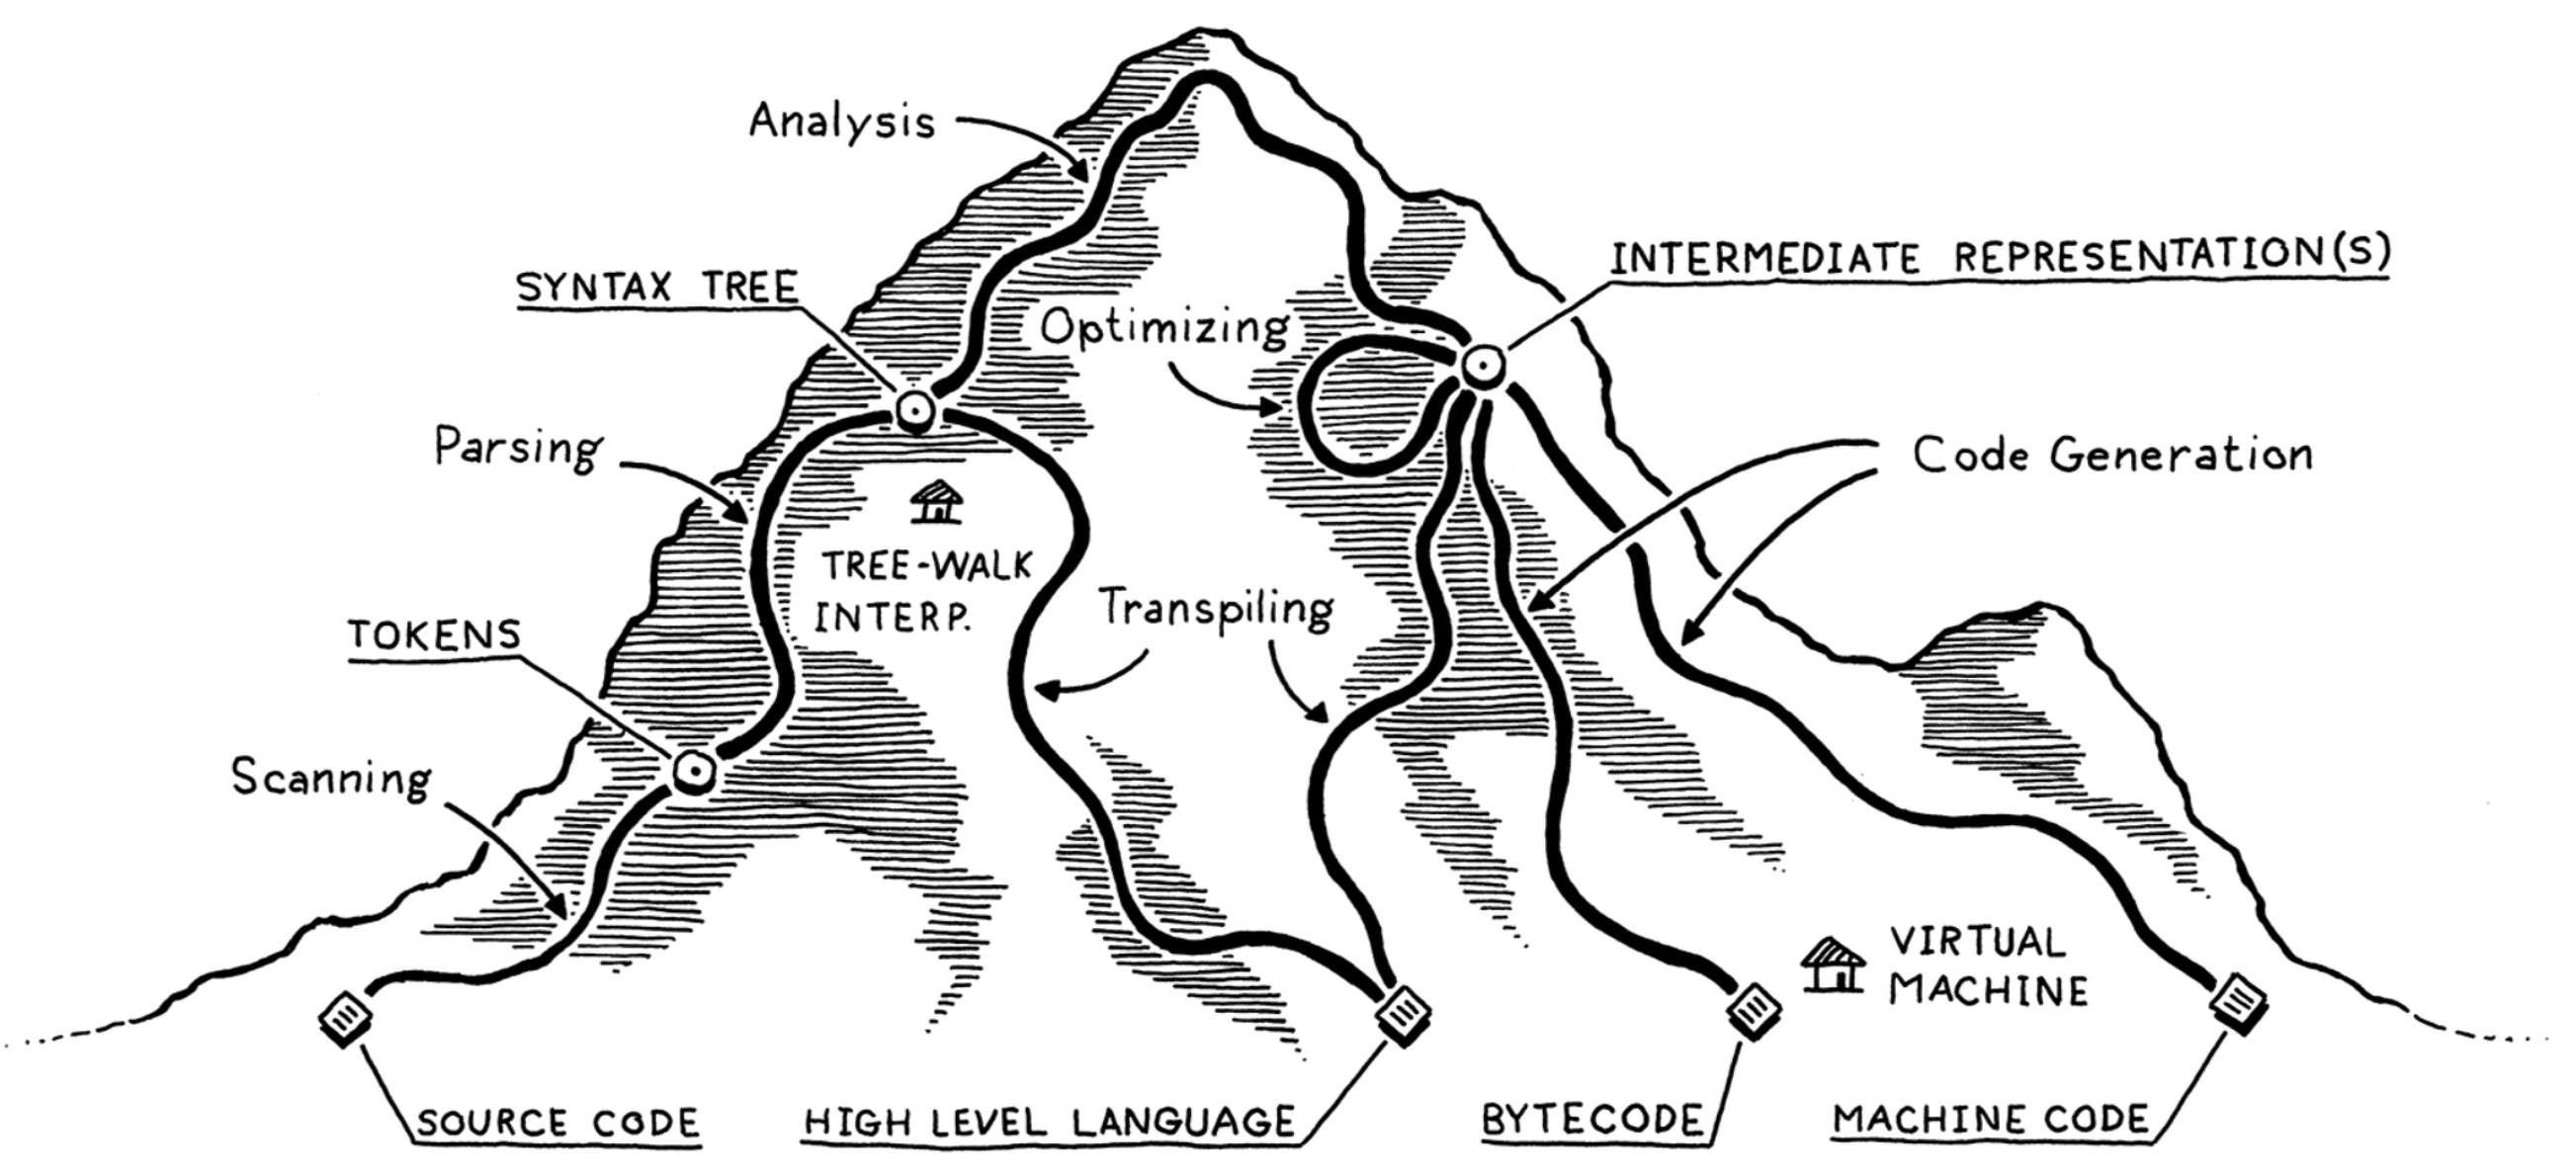 Analysis
INTERMEDIATE REPRESENTATION(S)
SYNTAX TREE
Optimizing
Parsing
Code Generation
TREE-WALK
INTERP.
Transpiling
TOKENS
Scanning
VIRTUAL
MACHINE
SOURCE CODE
HIGH LEVEL LANGUAGE
BYTECODE
MACHINE CODE